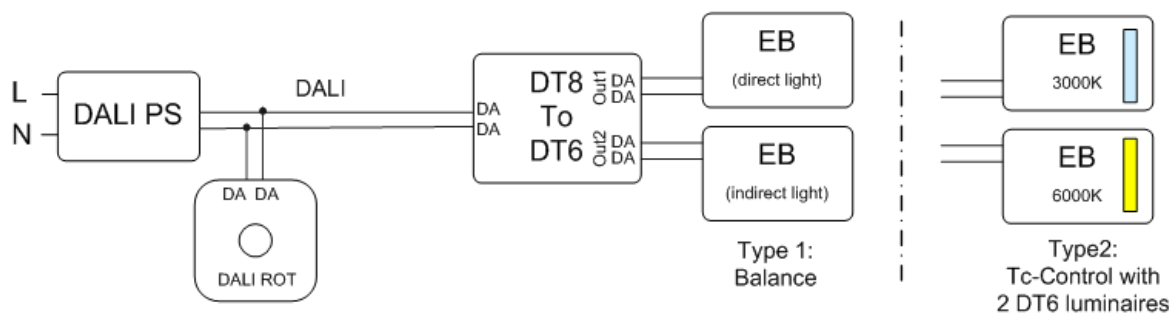 L
N
DALI PS
DALI
DA DA
DALI ROT
DA
DA
DT8
To
DT6
Out1
DA
DA
Out2
DA
DA
EB
(direct light)
EB
(indirect light)
Type 1:
Balance
EB
3000K
EB
6000K
Type2:
Tc-Control with
2 DT6 luminaires